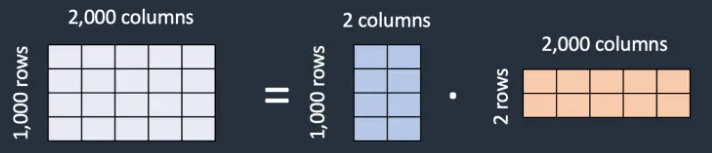 2,000 columns
1,000 rows
=
2 columns
1,000 rows
·
2,000 columns
2 rows